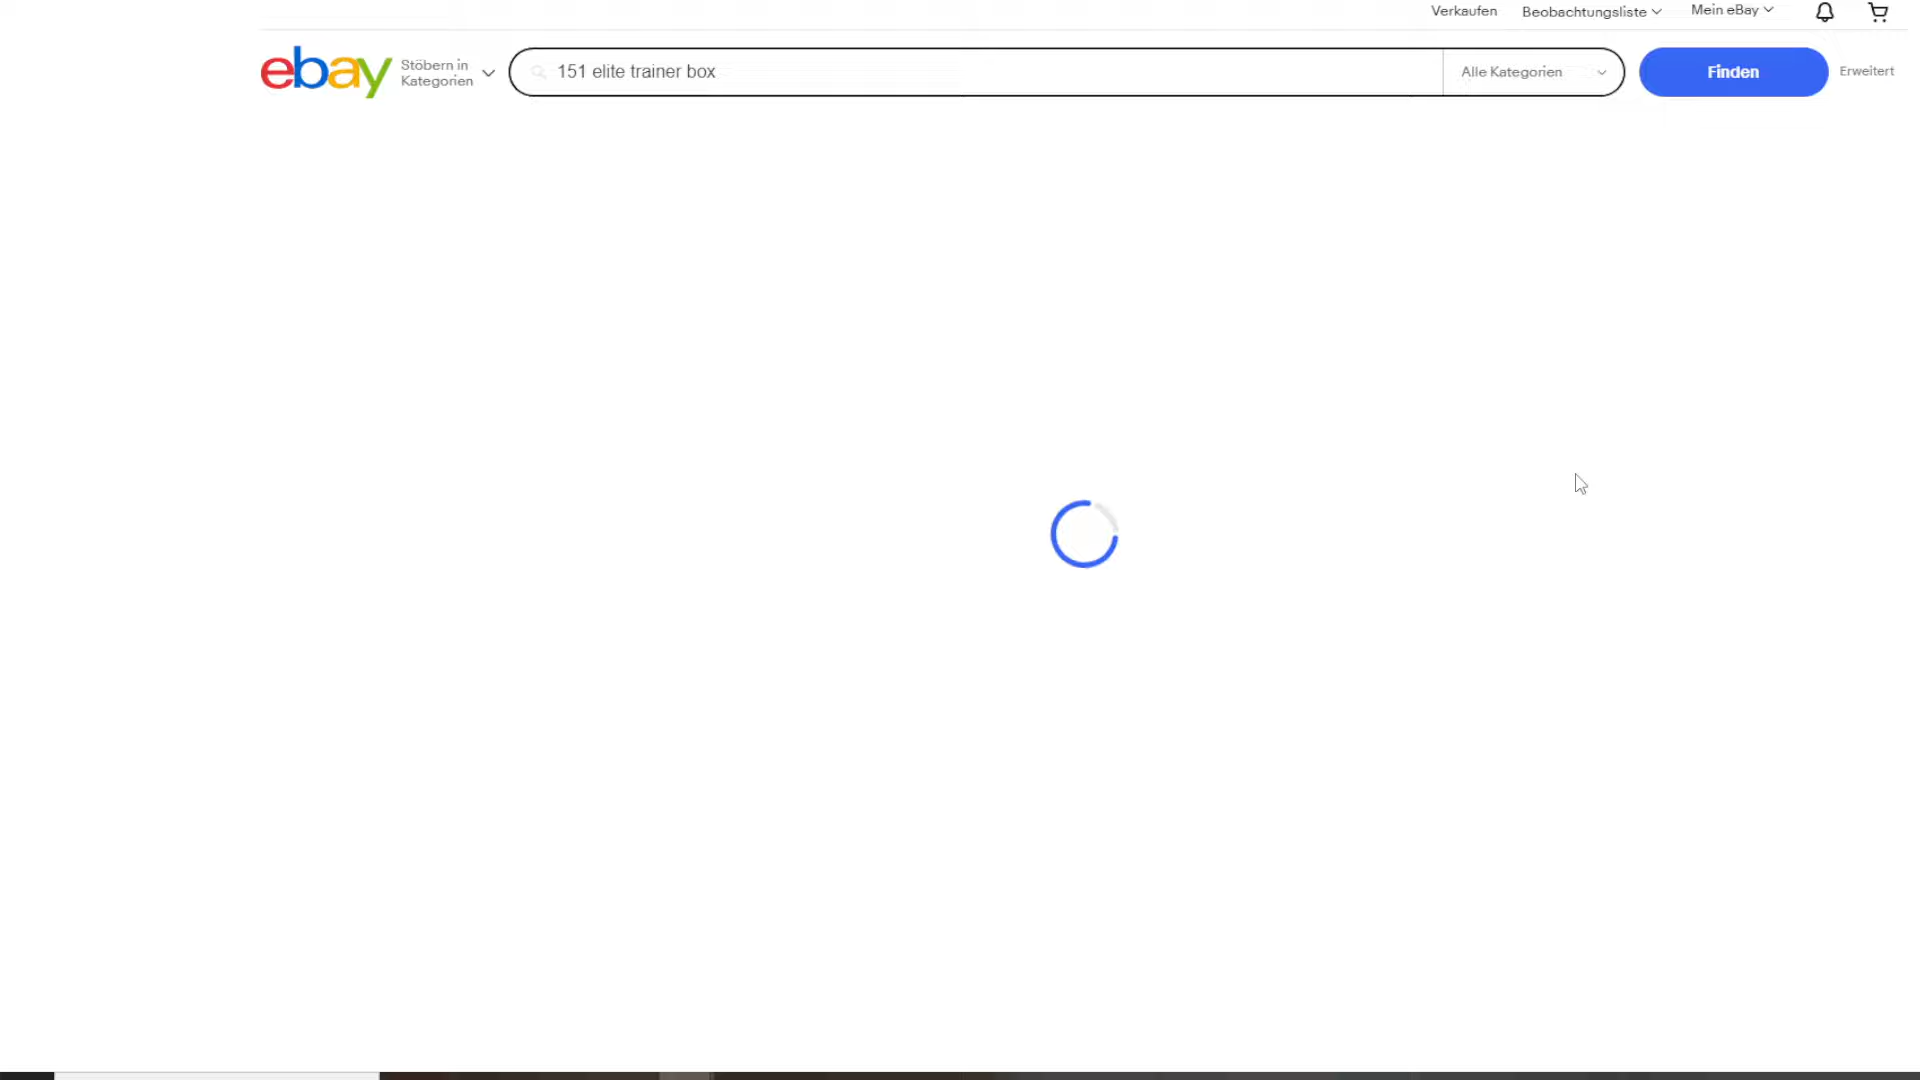 Verkaufen Beobachtungsliste Mein eBay
ebay
Stöbern in
Kategorien
151 elite trainer box
Alle Kategorien
Finden
Erweitert